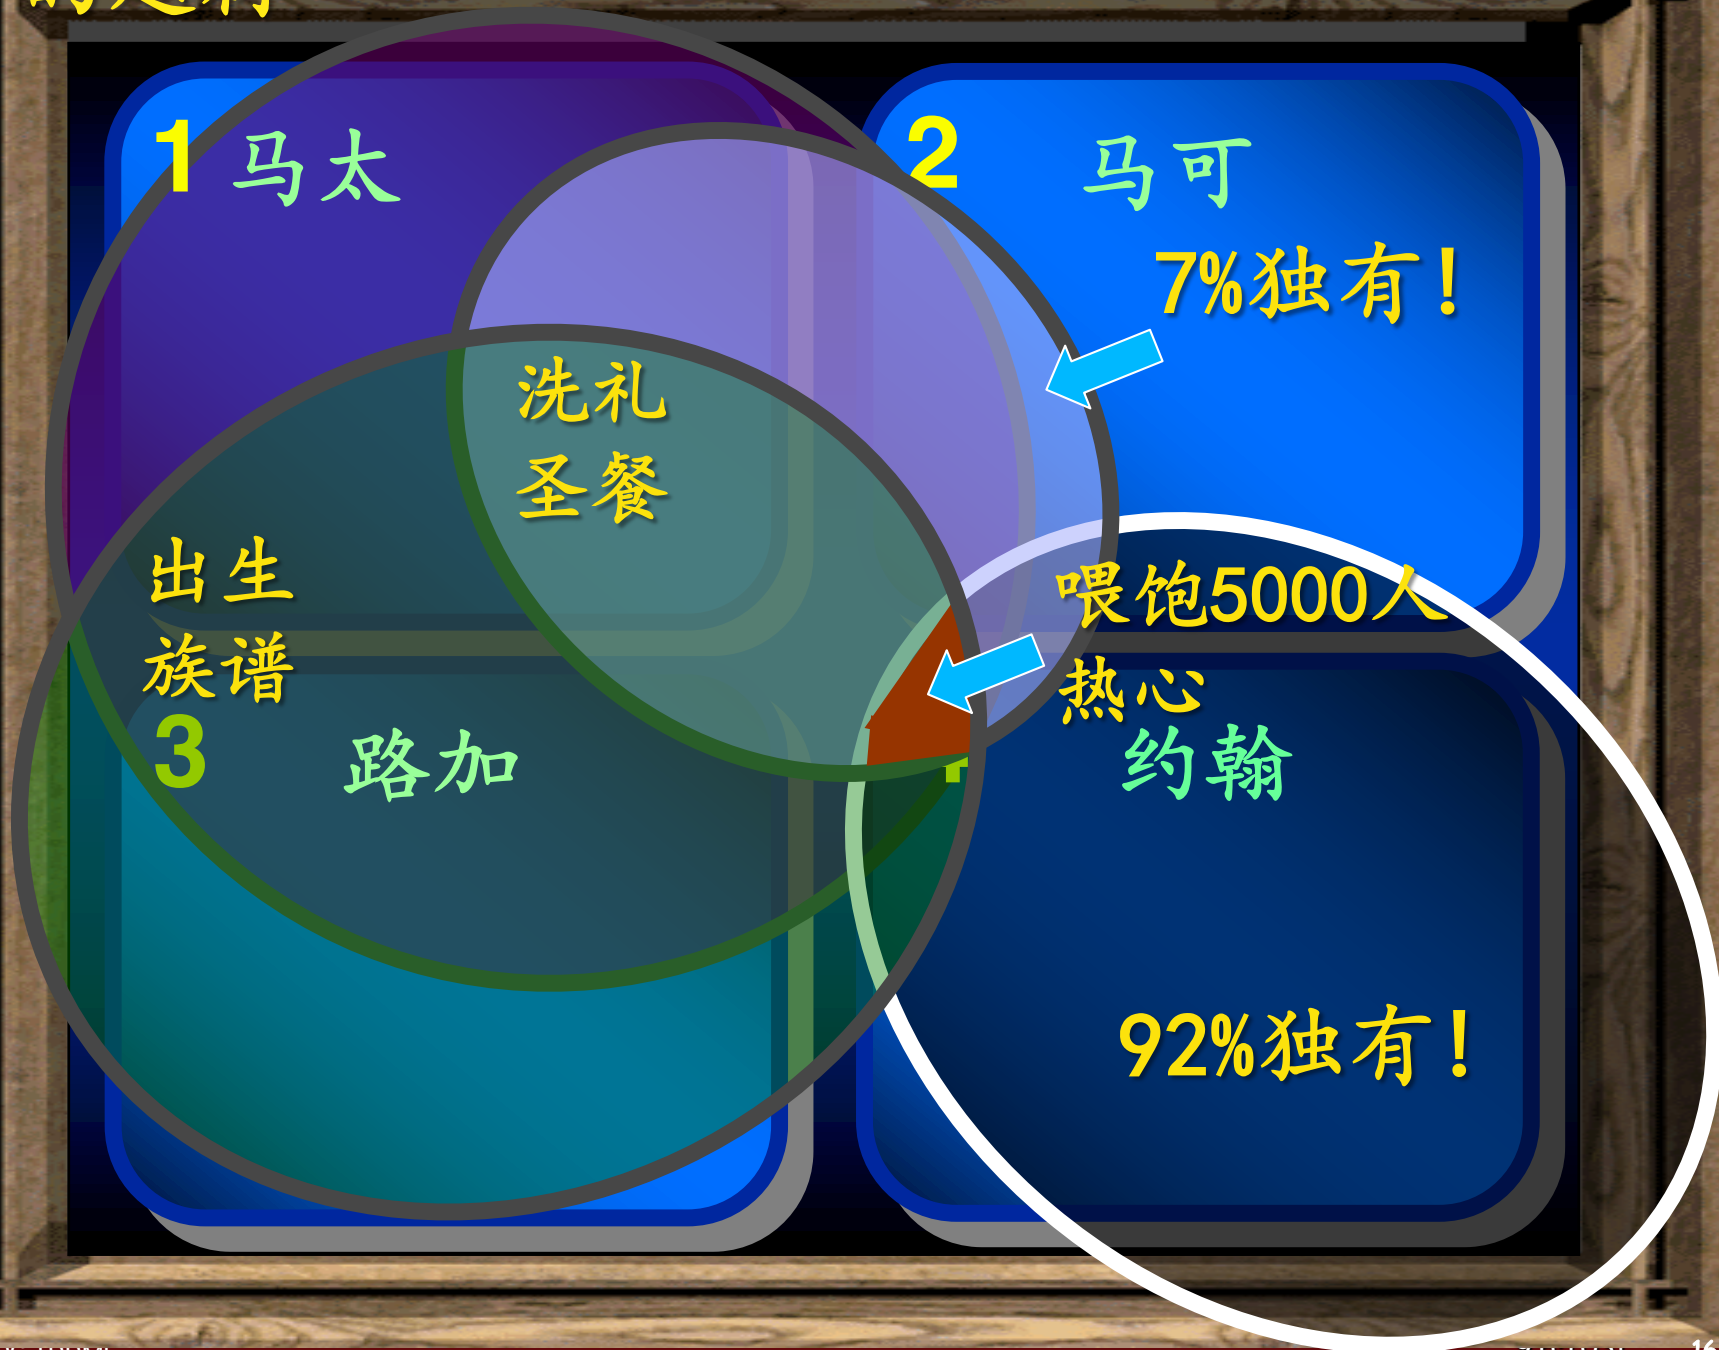 1 马太
2 马可
7%独有!
洗礼
圣餐
出生
族谱
喂饱5000人
热心
3 路加
约翰
92%独有!